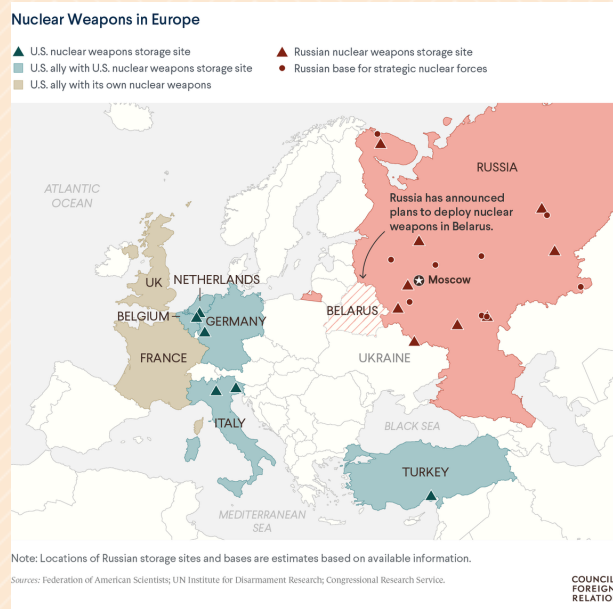 Nuclear Weapons in Europe
U.S. nuclear weapons storage site
U.S. ally with U.S. nuclear weapons storage site
U.S. ally with its own nuclear weapons
Russian nuclear weapons storage site
Russian base for strategic nuclear forces
RUSSIA
ATLANTIC
OCEAN
Russia has announced
plans to deploy nuclear
weapons in Belarus.
UK
NETHERLANDS
Moscow
BELGIUM
GERMANY
BELARUS
FRANCE
UKRAINE
ITALY
BLACK SEA
TURKEY
MEDITERRANEAN
SEA
Note: Locations of Russian storage sites and bases are estimates based on available information.
Sources: Federation of American Scientists; UN Institute for Disarmament Research; Congressional Research Service.
COUNCIL
FOREIGN
RELATIO